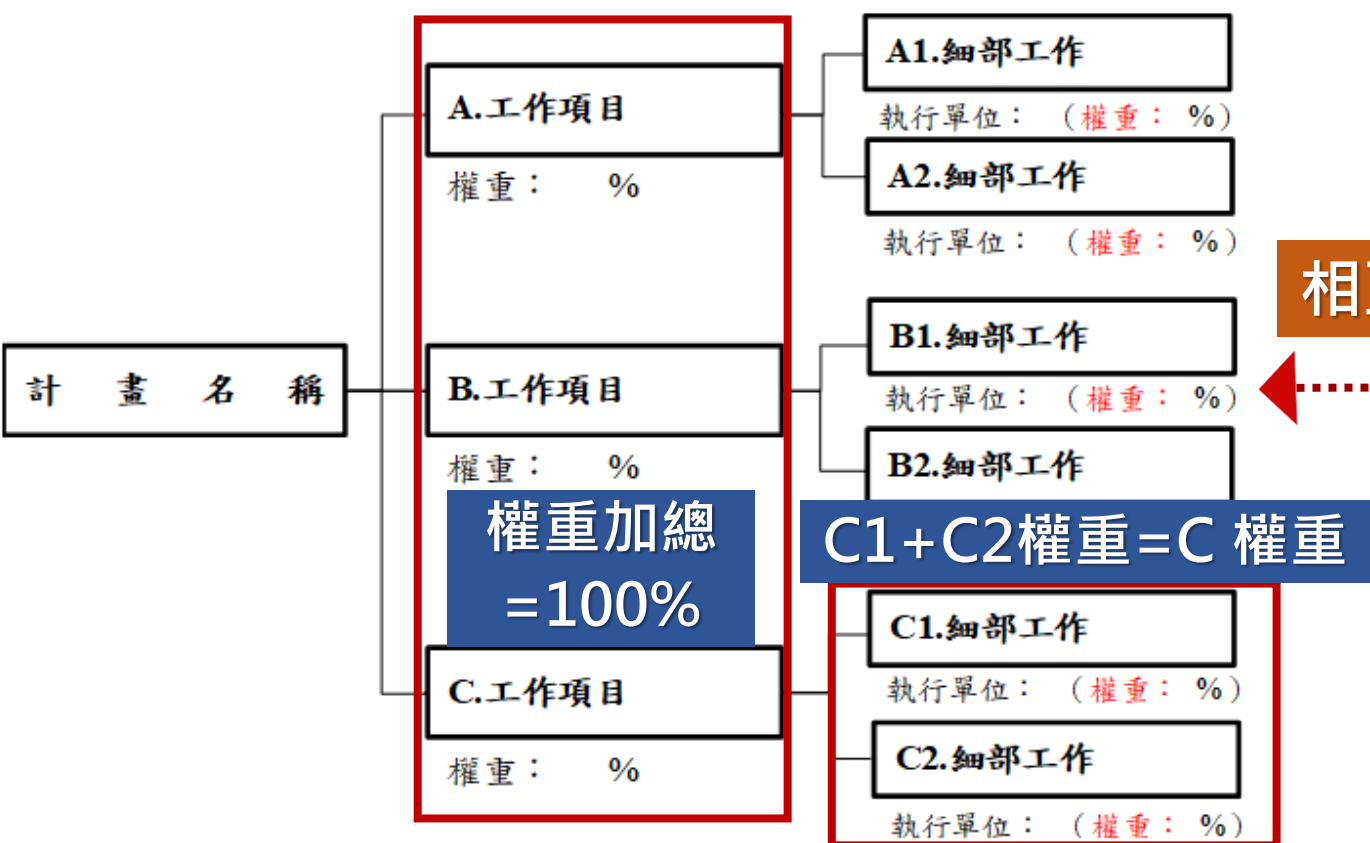 計畫名稱
A.工作項目
權重： %
B.工作項目
權重： %
權重加總
=100%
C.工作項目
權重： %
A1.細部工作
執行單位： （權重： %）
A2.細部工作
執行單位： （權重： %）
B1.細部工作
執行單位： （權重： %）
B2.細部工作
C1+C2權重=C 權重
C1.細部工作
執行單位： （權重： %）
C2.細部工作
執行單位： （權重： %）
相